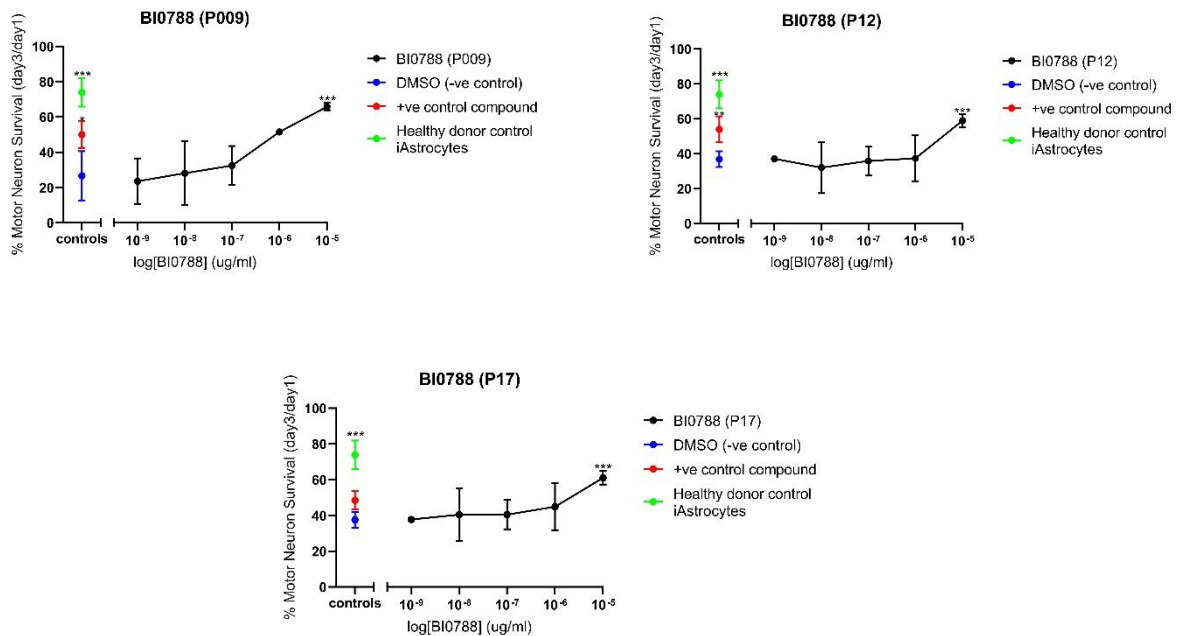 BI0788 (P009)
% Motor Neuron Survival (day3/day1)
100
80
60
40
20
0
***
*
***
controls
10-9
10-8
10-7
10-6
10-5
log[BI0788] (ug/ml)
BI0788 (P009)
DMSO (-ve control)
+ve control compound
Healthy donor control
iAstrocytes
BI0788 (P12)
% Motor Neuron Survival (day3/day1)
100
80
60
40
20
0
***
**
***
controls
10-9
10-8
10-7
10-6
10-5
log[BI0788] (ug/ml)
BI0788 (P12)
DMSO (-ve control)
+ve control compound
Healthy donor control
iAstrocytes
BI0788 (P17)
% Motor Neuron Survival (day3/day1)
100
80
60
40
20
0
***
***
controls
10-9
10-8
10-7
10-6
10-5
log[BI0788] (ug/ml)
BI0788 (P17)
DMSO (-ve control)
+ve control compound
Healthy donor control
iAstrocytes